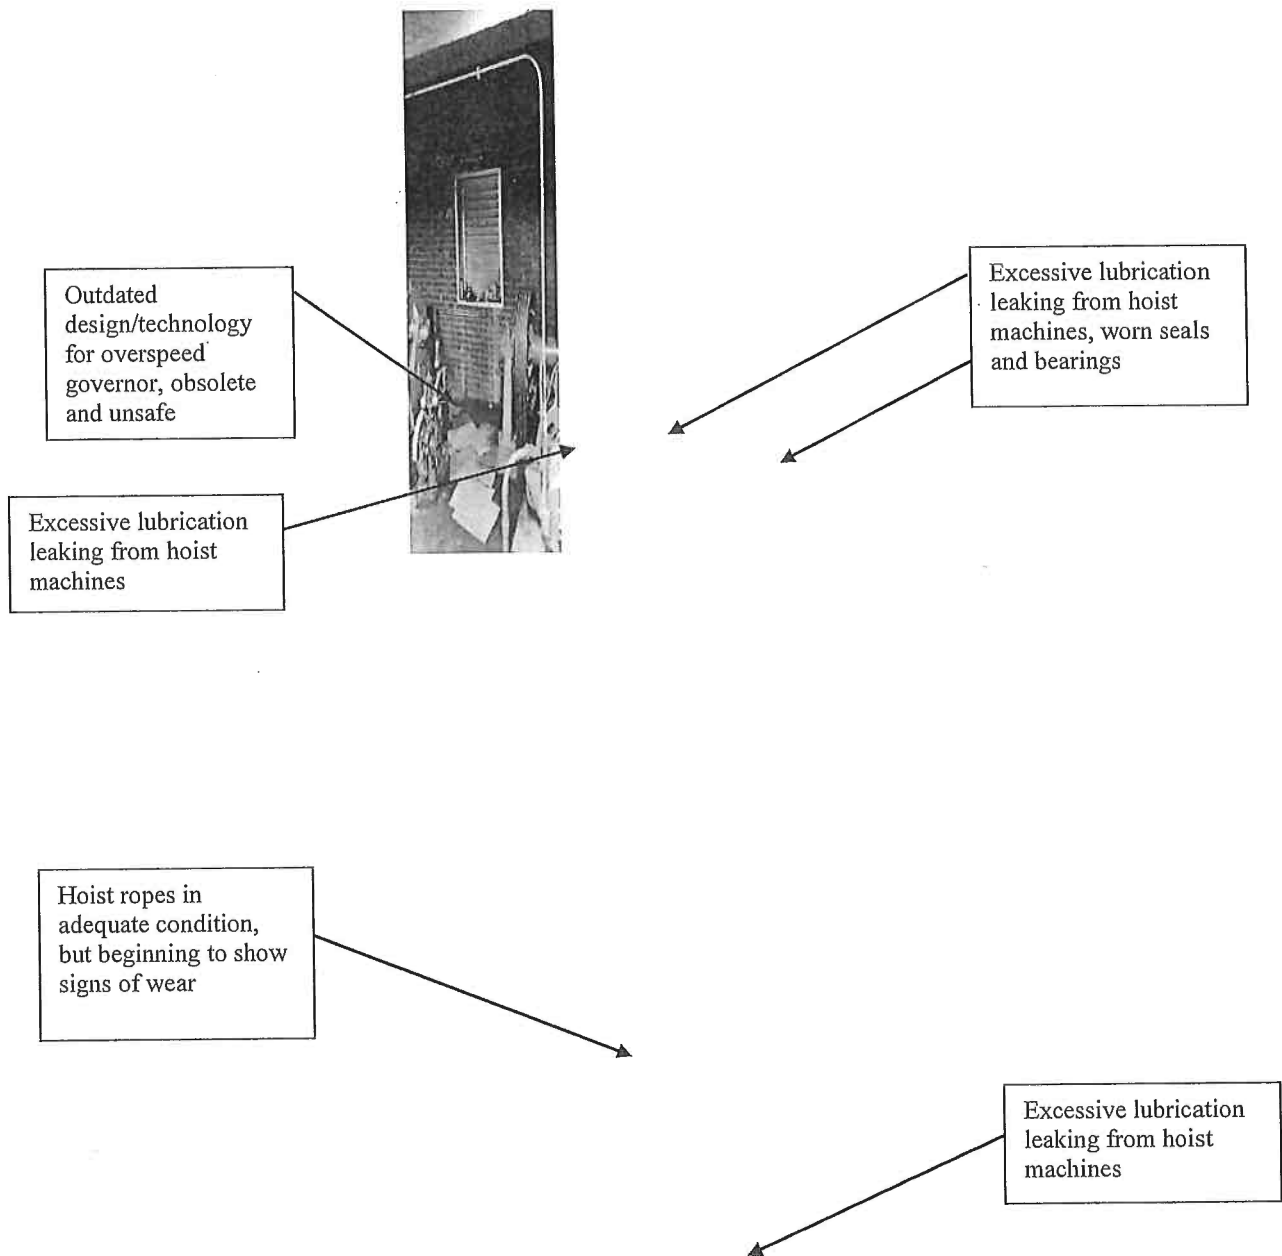 Outdated
design/technology
for overspeed
governor, obsolete
and unsafe
Excessive lubrication
leaking from hoist
machines, worn seals
and bearings
Excessive lubrication
leaking from hoist
machines
Hoist ropes in
adequate condition,
but beginning to show
signs of wear
Excessive lubrication
leaking from hoist
machines